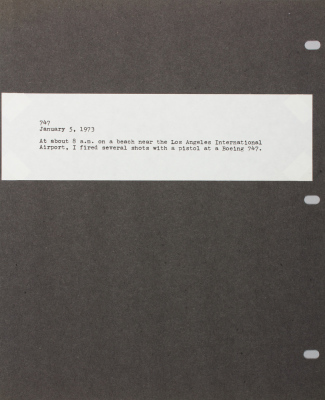 747
January 5, 1973
At about 8 a.m. on a beach near the Los Angeles International
Airport, I fired several shots with a pistol at a Boeing 747.